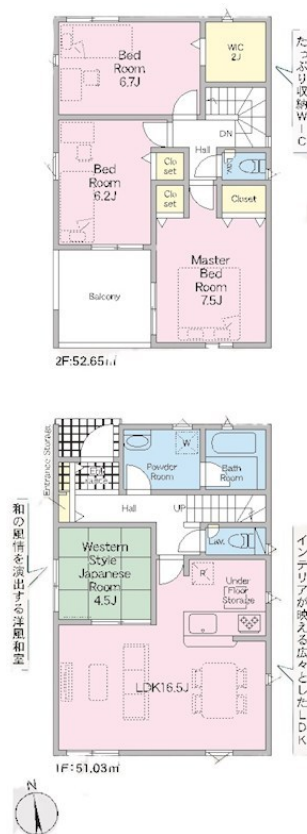 Bed
Room
6.7J
WIC
2J
たっぷり収納WIC
DN
Hall
Bed
Room
6.2J
Clo
set
Clo
set
Closet
Master
Bed
Room
7.5J
Balcony
2F:52.65㎡
Entrance Storage
Powder
Room
W
Bath
Room
Hall
UP
Western
Style
Japanese
Room
4.5J
Lav.
R
Under
Floor
Storage
和の風情を演出する洋風和室
インテリアが映える広々としたLDK
LDK16.5J
1F:51.03㎡
N